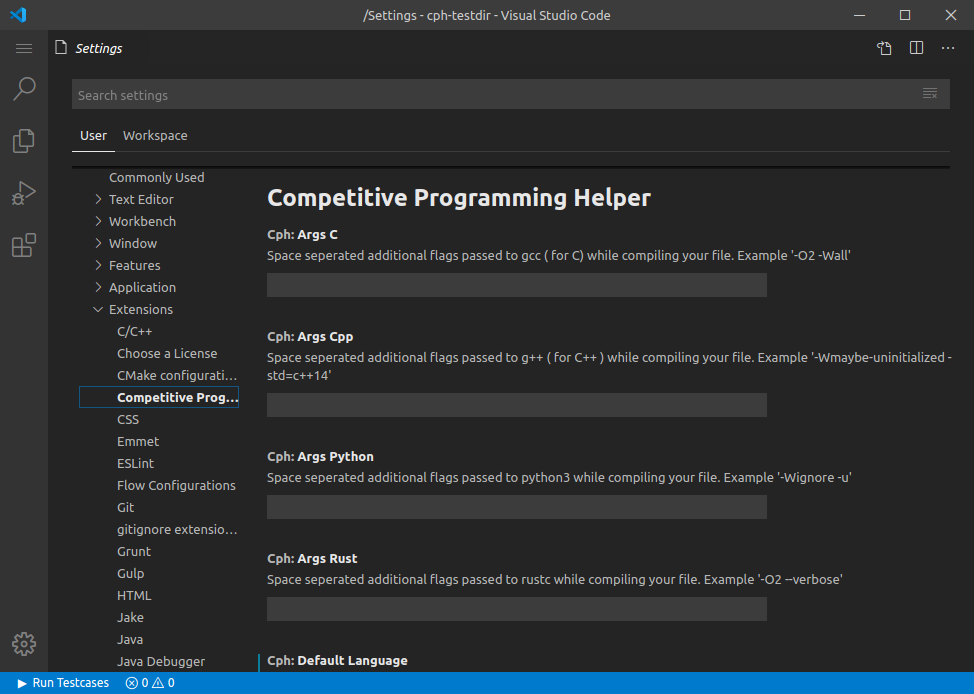 /Settings - cph-testdir - Visual Studio Code
Settings
Search settings
User Workspace
Commonly Used
Text Editor
Workbench
Window
Features
Application
Extensions
C/C++
Choose a License
CMake configurati...
Competitive Prog...
CSS
Emmet
ESLint
Flow Configurations
Git
gitignore extensio...
Grunt
Gulp
HTML
Jake
Java
Java Debugger
Competitive Programming Helper
Cph: Args C
Space seperated additional flags passed to gcc ( for C) while compiling your file. Example '-O2 -Wall'
Cph: Args Cpp
Space seperated additional flags passed to g++ ( for C++ ) while compiling your file. Example '-Wmaybe-uninitialized -
std=c++14'
Cph: Args Python
Space seperated additional flags passed to python3 while compiling your file. Example '-Wignore -u'
Cph: Args Rust
Space seperated additional flags passed to rustc while compiling your file. Example '-O2 --verbose'
Cph: Default Language
Run Testcases 0 0